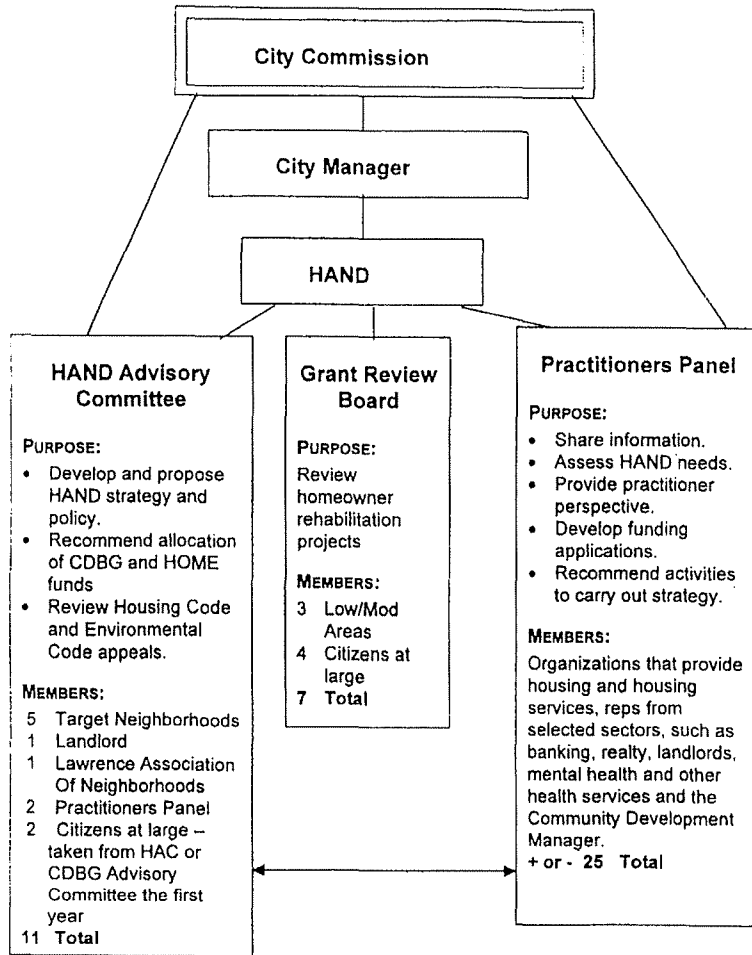 City Commission
City Manager
HAND
HAND Advisory
Committee
PURPOSE:
• Develop and propose
HAND strategy and
policy.
• Recommend allocation
of CDBG and HOME
funds
• Review Housing Code
and Environmental
Code appeals.
MEMBERS:
5 Target Neighborhoods
1 Landlord
1 Lawrence Association
Of Neighborhoods
2 Practitioners Panel
2 Citizens at large –
taken from HAC or
CDBG Advisory
Committee the first
year
11 Total
Grant Review
Board
PURPOSE:
Review
homeowner
rehabilitation
projects
MEMBERS:
3 Low/Mod
Areas
4 Citizens at
large
7 Total
Practitioners Panel
PURPOSE:
• Share information.
• Assess HAND needs.
• Provide practitioner
perspective.
• Develop funding
applications.
• Recommend activities
to carry out strategy.
MEMBERS:
Organizations that provide
housing and housing
services, reps from
selected sectors, such as
banking, realty, landlords,
mental health and other
health services and the
Community Development
Manager.
+ or - 25 Total